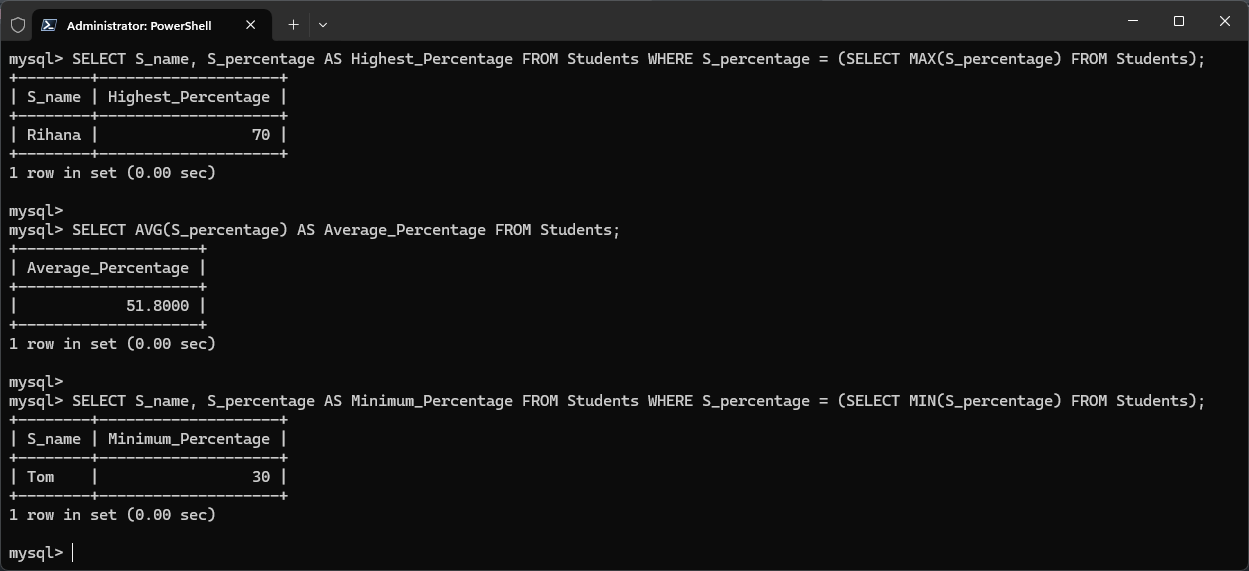 Administrator: PowerShell
mysql> SELECT S_name, S_percentage AS Highest_Percentage FROM Students WHERE S_percentage = (SELECT MAX(S_percentage) FROM Students);
+--------+--------------------+
| S_name | Highest_Percentage |
+--------+--------------------+
| Rihana |                 70 |
+--------+--------------------+
1 row in set (0.00 sec)
mysql>
mysql> SELECT AVG(S_percentage) AS Average_Percentage FROM Students;
+--------------------+
| Average_Percentage |
+--------------------+
|            51.8000 |
+--------------------+
1 row in set (0.00 sec)
mysql>
mysql> SELECT S_name, S_percentage AS Minimum_Percentage FROM Students WHERE S_percentage = (SELECT MIN(S_percentage) FROM Students);
+--------+--------------------+
| S_name | Minimum_Percentage |
+--------+--------------------+
| Tom    |                 30 |
+--------+--------------------+
1 row in set (0.00 sec)
mysql>